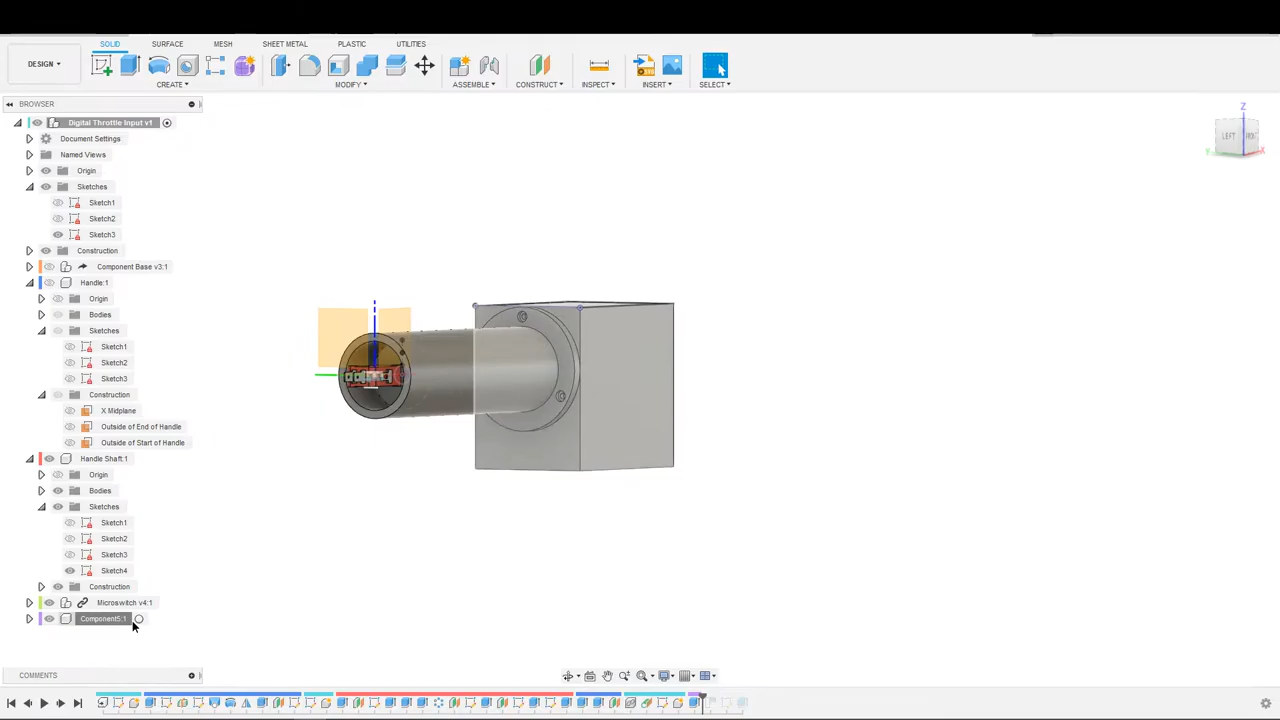 SOLID SURFACE MESH SHEET METAL PLASTIC UTILITIES
DESIGN
CREATE MODIFY ASSEMBLE CONSTRUCT INSPECT INSERT SELECT
BROWSER
Digital Throttle Input v1
Document Settings
Named Views
Origin
Sketches
Sketch1
Sketch2
Sketch3
Construction
Component Base v3:1
Handle:1
Origin
Bodies
Sketches
Sketch1
Sketch2
Sketch3
Construction
X Midplane
Outside of End of Handle
Outside of Start of Handle
Handle Shaft:1
Origin
Bodies
Sketches
Sketch1
Sketch2
Sketch3
Sketch4
Construction
Microswitch v4:1
Component5:1
COMMENTS
Z
LEFT
Y
X